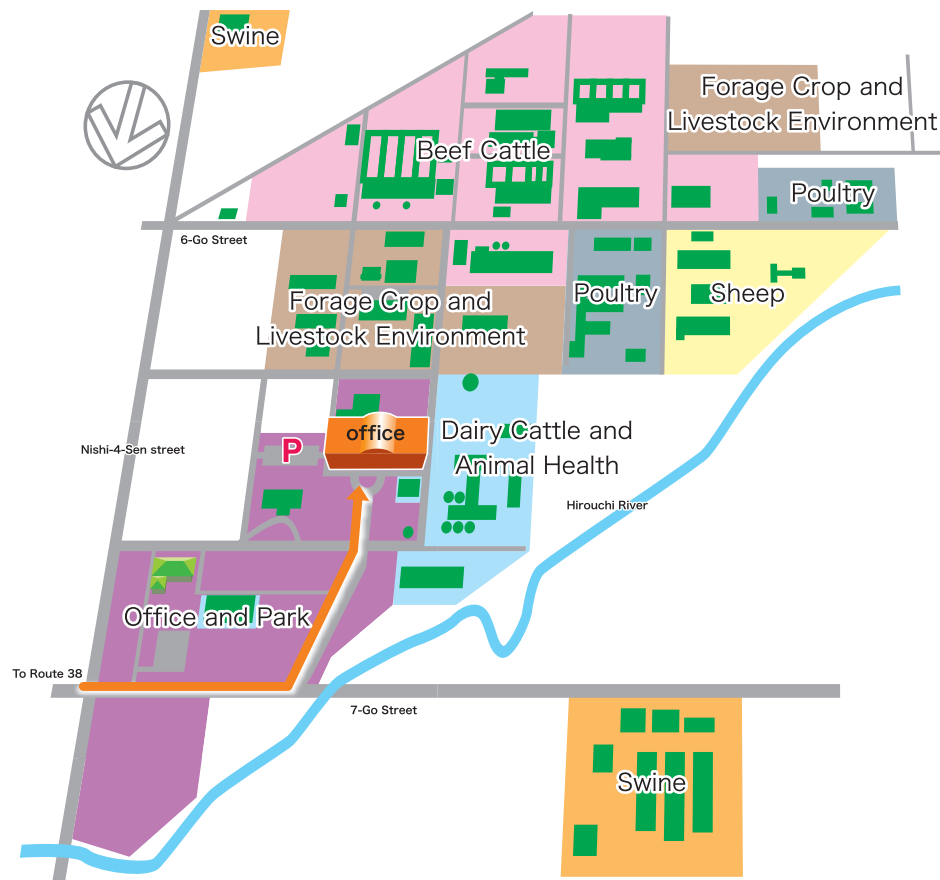 Swine
Forage Crop and
Livestock Environment
Beef Cattle
Poultry
6-Go Street
Forage Crop and
Livestock Environment
Poultry
Sheep
Nishi-4-Sen street
P
office
Dairy Cattle and
Animal Health
Hirouchi River
Office and Park
To Route 38
7-Go Street
Swine